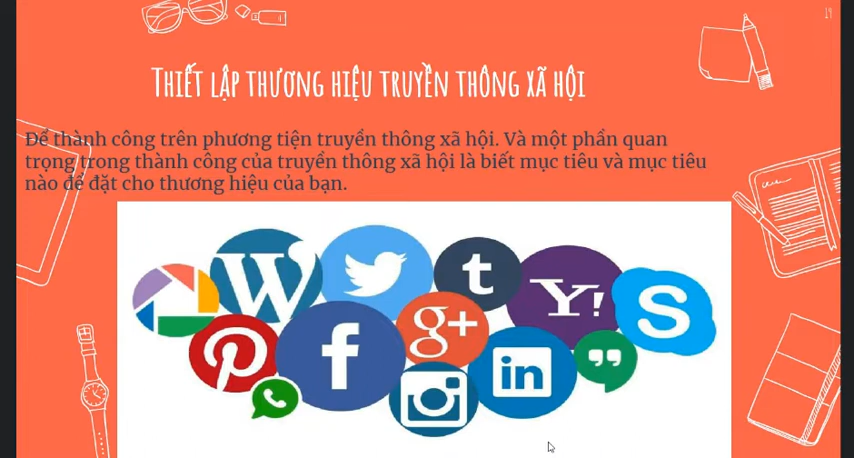 19
THIẾT LẬP THƯƠNG HIỆU TRUYỀN THÔNG XÃ HỘI
Để thành công trên phương tiện truyền thông xã hội. Và một phần quan
trọng trong thành công của truyền thông xã hội là biết mục tiêu và mục tiêu
nào để đặt cho thương hiệu của bạn.
W
t
Y!
S
P
f
g+
in